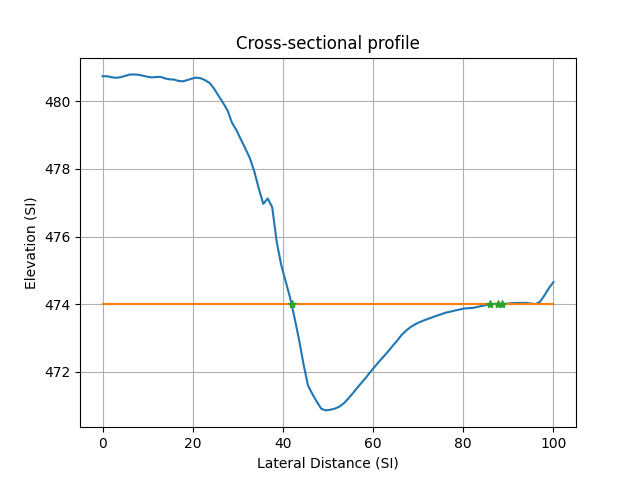 Cross-sectional profile
Elevation (SI)
480
478
476
474
472
0 20 40 60 80 100
Lateral Distance (SI)